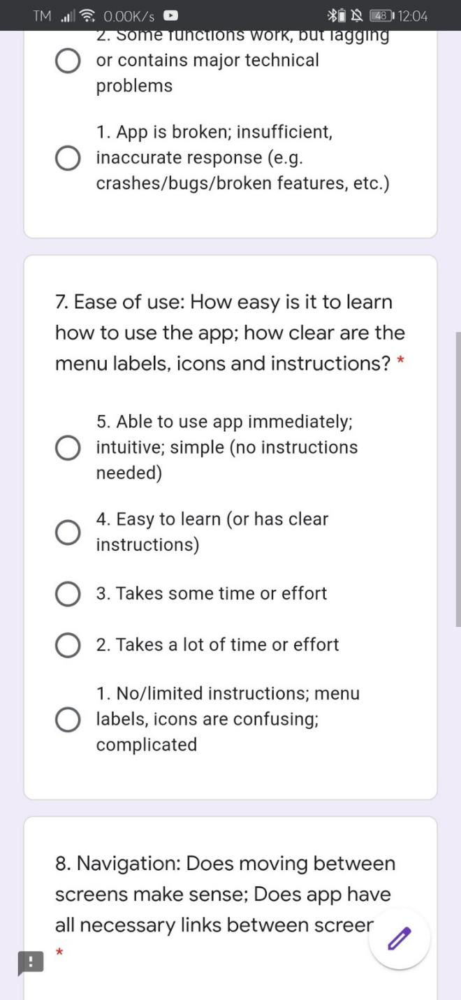 TM 0.00K/s 48 12:04
2. Some functions work, but lagging
or contains major technical
problems
1. App is broken; insufficient,
inaccurate response (e.g.
crashes/bugs/broken features, etc.)
7. Ease of use: How easy is it to learn
how to use the app; how clear are the
menu labels, icons and instructions? *
5. Able to use app immediately;
intuitive; simple (no instructions
needed)
4. Easy to learn (or has clear
instructions)
3. Takes some time or effort
2. Takes a lot of time or effort
1. No/limited instructions; menu
labels, icons are confusing;
complicated
8. Navigation: Does moving between
screens make sense; Does app have
all necessary links between
*